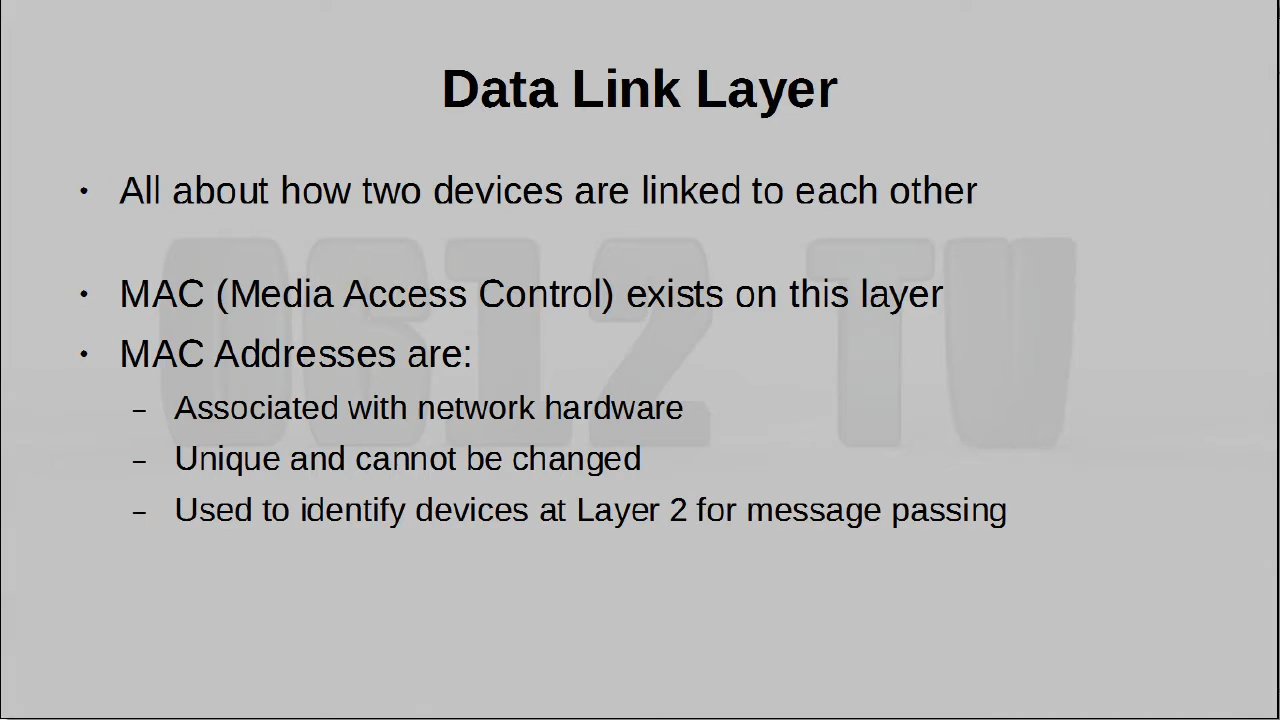 Data Link Layer
• All about how two devices are linked to each other
0612 TV
• MAC (Media Access Control) exists on this layer
• MAC Addresses are:
– Associated with network hardware
– Unique and cannot be changed
– Used to identify devices at Layer 2 for message passing